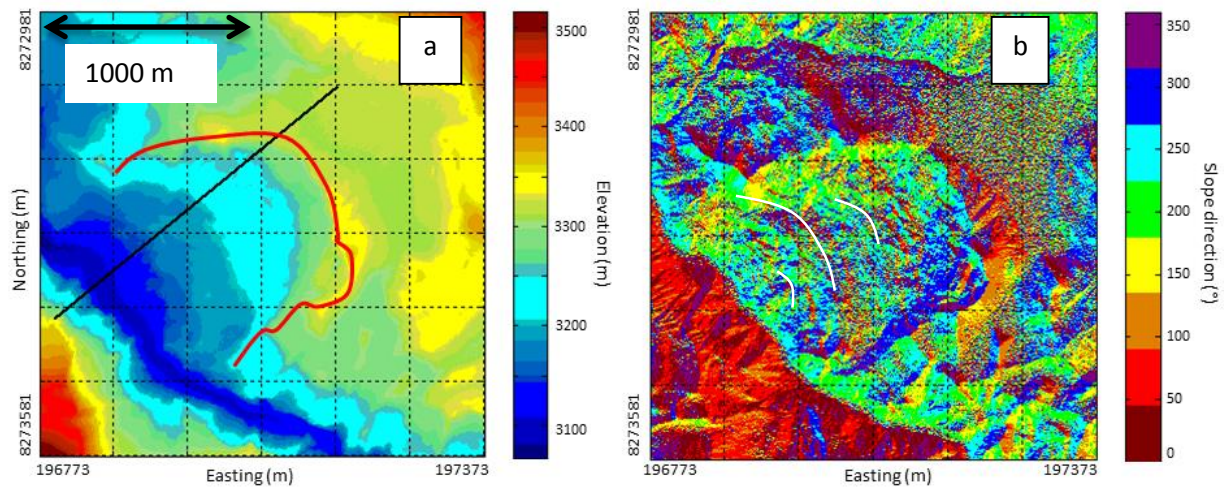 a
1000 m
8272981
Northing (m)
8273581
196773
Easting (m)
197373
3500
3400
3300
3200
3100
Elevation (m)
b
8272981
8273581
196773
Easting (m)
197373
350
300
250
200
150
100
50
0
Slope direction (°)